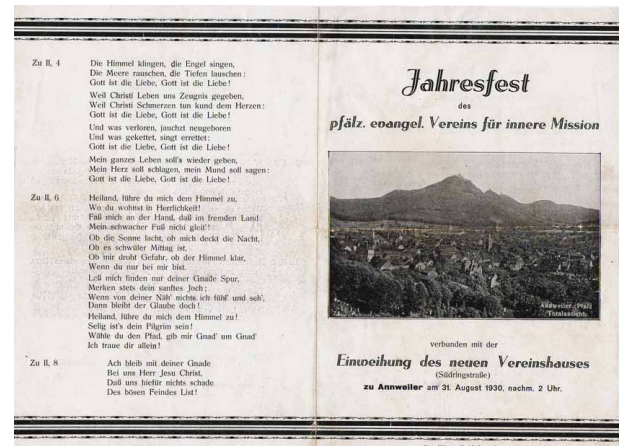 Zu II, 4
Die Himmel klingen, die Engel singen,
Die Meere rauschen, die Tiefen lauschen:
Gott ist die Liebe, Gott ist die Liebe!
Weil Christi Leben uns Zeugnis gegeben,
Weil Christi Schmerzen tun kund dem Herzen:
Gott ist die Liebe, Gott ist die Liebe!
Und was verloren, jauchzt neugeboren
Und was gekettet, singt errettet:
Gott ist die Liebe, Gott ist die Liebe!
Mein ganzes Leben soll's wieder geben,
Mein Herz soll schlagen, mein Mund soll sagen:
Gott ist die Liebe, Gott ist die Liebe!
Zu II, 6
Heiland, führe du mich dem Himmel zu,
Wo du wohnst in Herrlichkeit!
Faß mich an der Hand, daß im fremden Land
Mein schwacher Fuß nicht gleit'!
Ob die Sonne lacht, ob mich deckt die Nacht,
Ob es schwüler Mittag ist,
Ob mir droht Gefahr, ob der Himmel klar,
Wenn du nur bei mir bist.
Laß mich finden nur deiner Gnade Spur,
Merken stets dein sanftes Joch;
Wenn von deiner Näh' nichts ich fühl' und seh',
Dann bleibt der Glaube doch!
Heiland, führe du mich dem Himmel zu!
Selig ist's dein Pilgrim sein!
Wähle du den Pfad, gib mir Gnad' um Gnad'
Ich traue dir allein!
Zu II, 8
Ach bleib mit deiner Gnade
Bei uns Herr Jesu Christ,
Daß uns hiefür nichts schade
Des bösen Feindes List!
Jahresfest
des
pfälz. evangel. Vereins für innere Mission
Annweiler (Pfalz)
Totalansicht.
verbunden mit der
Einweihung des neuen Vereinshauses
(Südringstraße)
zu Annweiler am 31. August 1930, nachm. 2 Uhr.